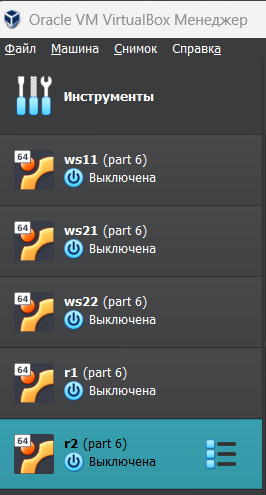 Oracle VM VirtualBox Менеджер
Файл Машина Снимок Справка
Инструменты
64 ws11 (part 6)
Выключена
64 ws21 (part 6)
Выключена
64 ws22 (part 6)
Выключена
64 r1 (part 6)
Выключена
64 r2 (part 6)
Выключена